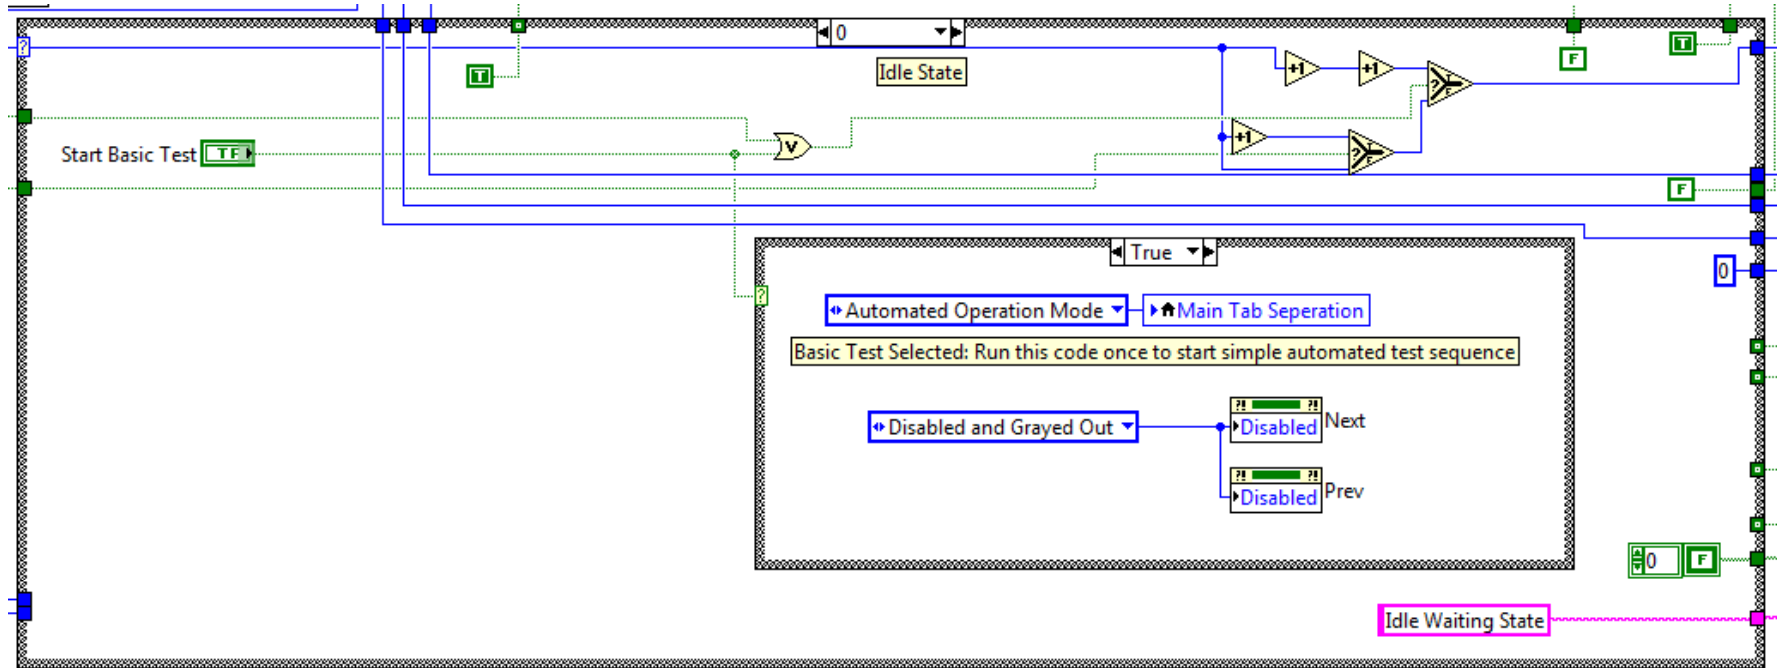 0
Idle State
T
F
T
+1
+1
T
F
?
+1
T
F
?
V
Start Basic Test
TF
F
True
0
?
?
Automated Operation Mode
Main Tab Seperation
Basic Test Selected: Run this code once to start simple automated test sequence
Disabled and Grayed Out
?! ?!
Disabled
Next
?! ?!
Disabled
Prev
0
F
Idle Waiting State